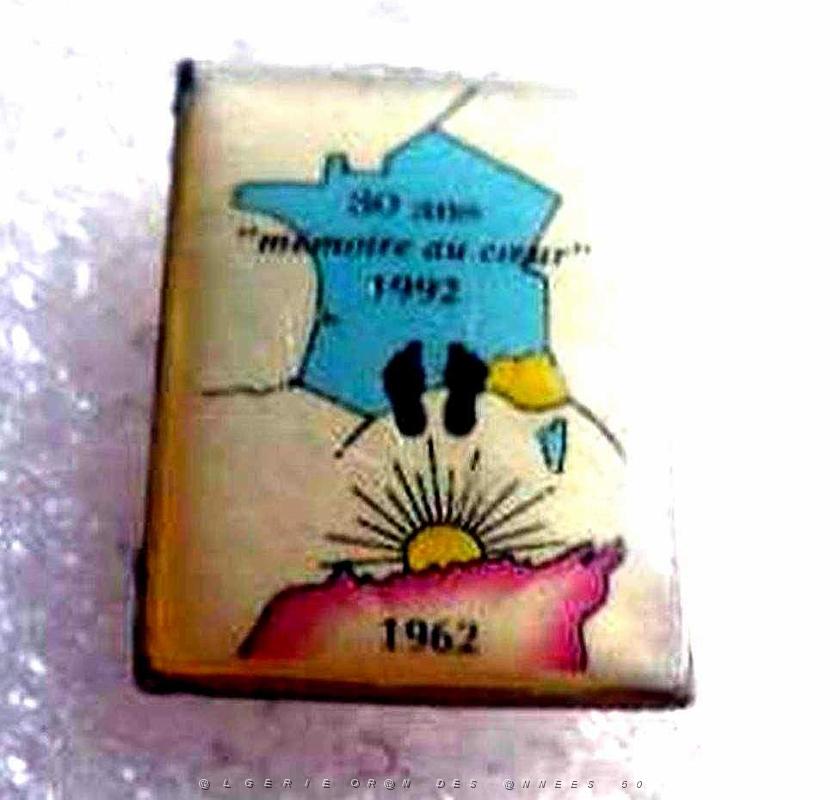 30 ans
"mémoire au cœur"
1992
1962
@LGERIE OR@N DES @NNEES 50